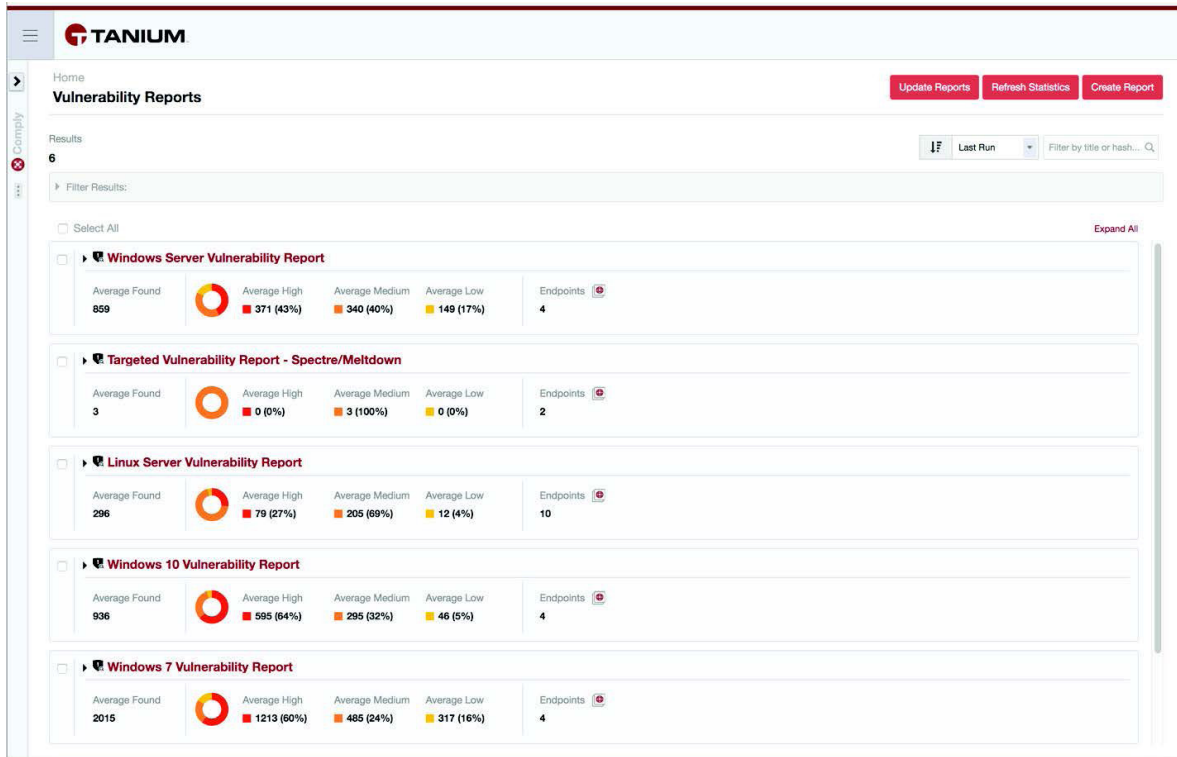 TANIUM
Home
Vulnerability Reports
Update Reports Refresh Statistics Create Report
Comply
Results
6
Last Run
Filter by title or hash...
Filter Results:
Select All
Expand All
Windows Server Vulnerability Report
Average Found Average High Average Medium Average Low Endpoints
859 371 (43%) 340 (40%) 149 (17%) 4
Targeted Vulnerability Report - Spectre/Meltdown
Average Found Average High Average Medium Average Low Endpoints
3 0 (0%) 3 (100%) 0 (0%) 2
Linux Server Vulnerability Report
Average Found Average High Average Medium Average Low Endpoints
296 79 (27%) 205 (69%) 12 (4%) 10
Windows 10 Vulnerability Report
Average Found Average High Average Medium Average Low Endpoints
936 595 (64%) 295 (32%) 46 (5%) 4
Windows 7 Vulnerability Report
Average Found Average High Average Medium Average Low Endpoints
2015 1213 (60%) 485 (24%) 317 (16%) 4